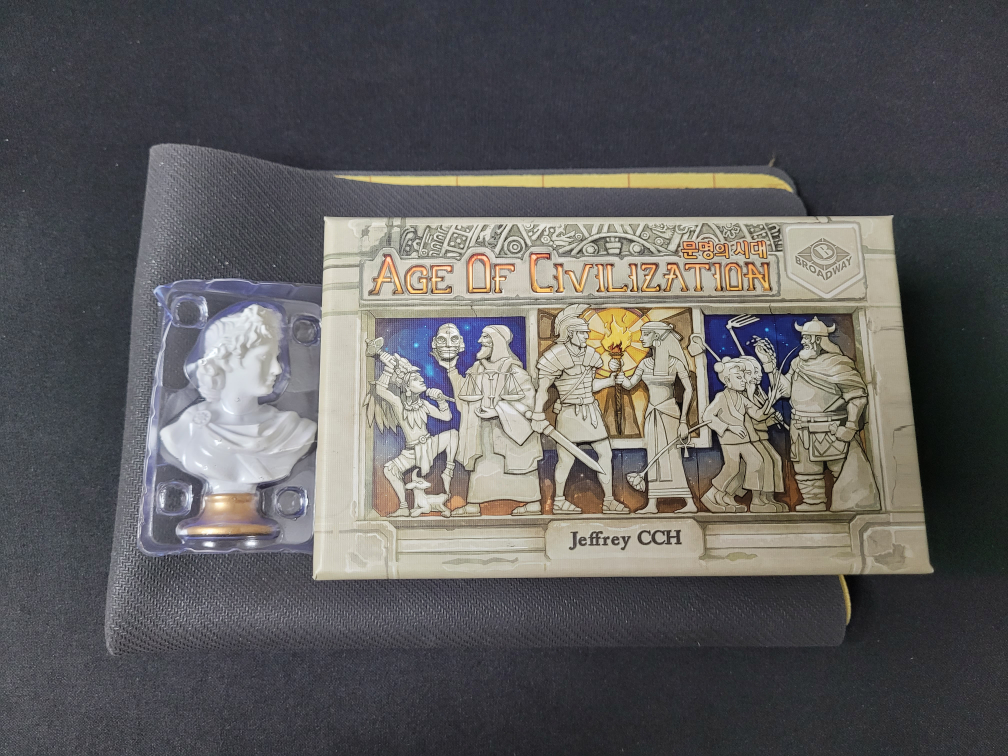 문명의 시대
AGE OF CIVILIZATION
B
BROADWAY
Jeffrey CCH